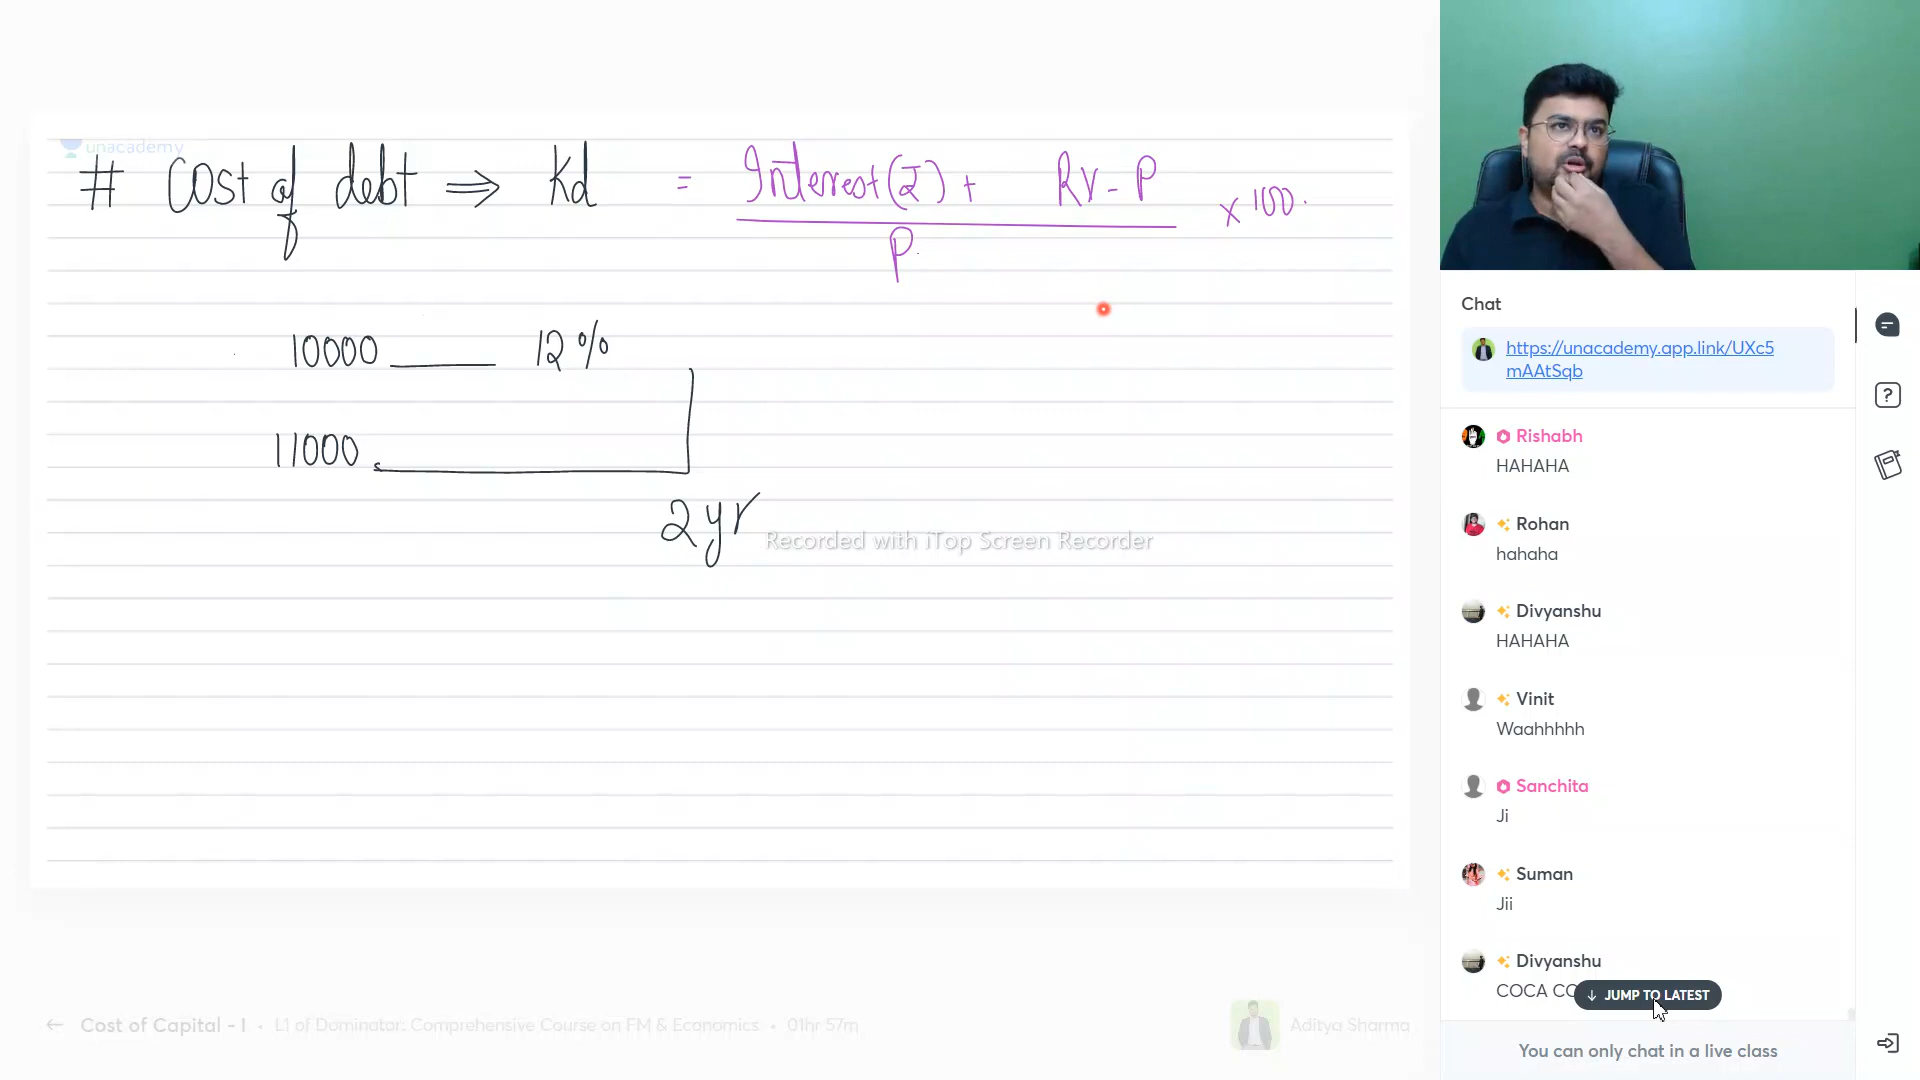 unacademy
# Cost of debt ⇒ Kd = Interest (I) + RV - P × 100.
P
10000 12%
11000
2 yr
Recorded with iTop Screen Recorder
Cost of Capital - I • L1 of Dominator: Comprehensive Course on FM & Economics • 01hr 57m
Aditya Sharma
Chat
https://unacademy.app.link/UXc5
mAAtSqb
Rishabh
HAHAHA
Rohan
hahaha
Divyanshu
HAHAHA
Vinit
Waahhhhh
Sanchita
Ji
Suman
Jii
Divyanshu
COCA CO
JUMP TO LATEST
You can only chat in a live class